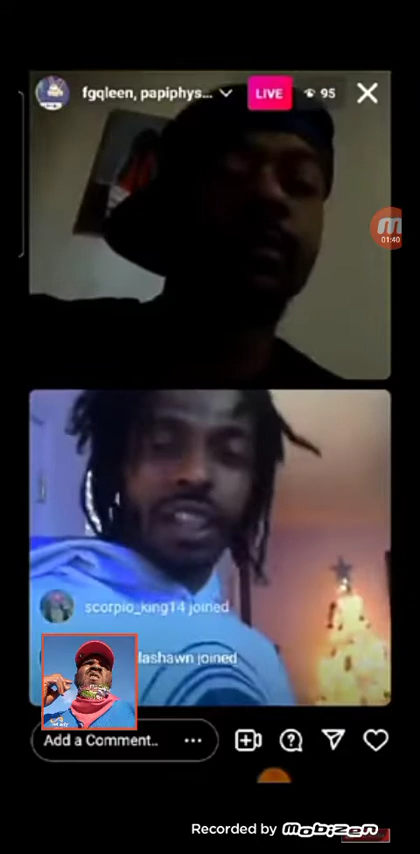 fgqleen, papiphys...
LIVE
95
01:40
scorpio_king14 joined
lashawn joined
Add a Comment..
Recorded by mobizen